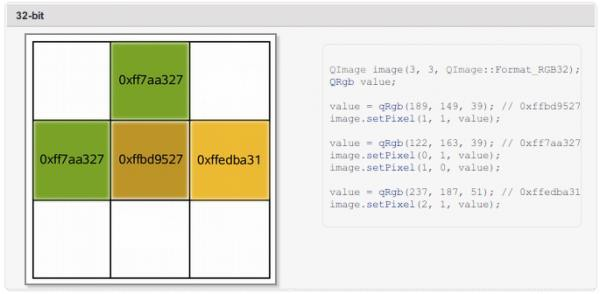 32-bit
0xff7aa327
0xff7aa327 0xffbd9527 0xffedba31
QImage image(3, 3, QImage::Format_RGB32);
QRgb value;
value = qRgb(189, 149, 39); // 0xffbd9527
image.setPixel(1, 1, value);
value = qRgb(122, 163, 39); // 0xff7aa327
image.setPixel(0, 1, value);
image.setPixel(1, 0, value);
value = qRgb(237, 187, 51); // 0xffedba31
image.setPixel(2, 1, value);